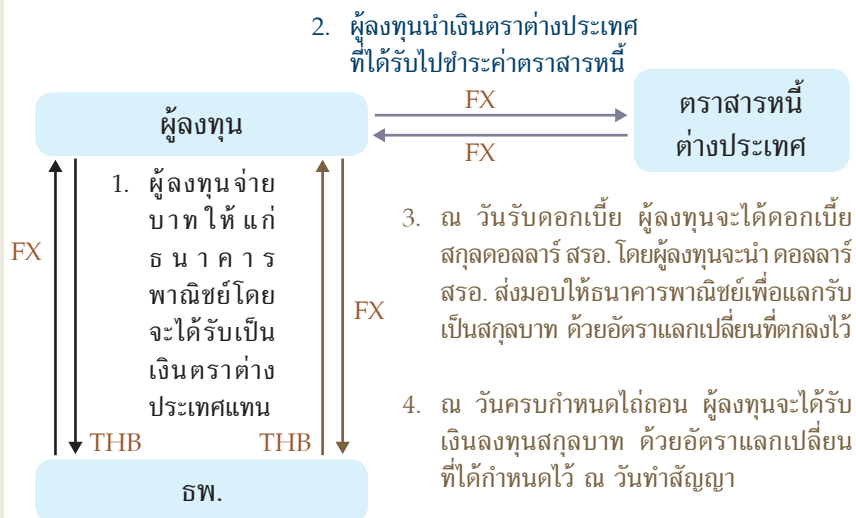 2. ผู้ลงทุนนำเงินตราต่างประเทศ
ที่ได้รับไปชำระค่าตราสารหนี้
ผู้ลงทุน
FX
FX
ตราสารหนี้
ต่างประเทศ
1. ผู้ลงทุนจ่าย
บาทให้แก่
ธนาคาร
พาณิชย์โดย
จะได้รับเป็น
เงินตราต่าง
ประเทศแทน
FX
THB
FX
THB
3. ณ วันรับดอกเบี้ย ผู้ลงทุนจะได้ดอกเบี้ย
สกุลดอลลาร์ สรอ. โดยผู้ลงทุนจะนำ ดอลลาร์
สรอ. ส่งมอบให้ธนาคารพาณิชย์เพื่อแลกรับ
เป็นสกุลบาท ด้วยอัตราแลกเปลี่ยนที่ตกลงไว้
4. ณ วันครบกำหนดไถ่ถอน ผู้ลงทุนจะได้รับ
เงินลงทุนสกุลบาท ด้วยอัตราแลกเปลี่ยน
ที่ได้กำหนดไว้ ณ วันทำสัญญา
ธพ.